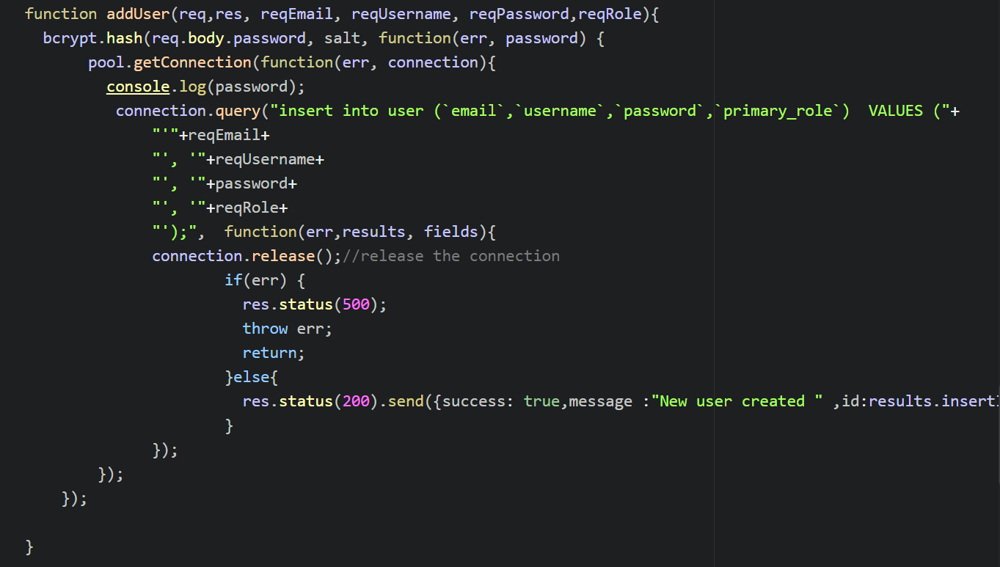 function addUser(req,res, reqEmail, reqUsername, reqPassword,reqRole){
bcrypt.hash(req.body.password, salt, function(err, password) {
pool.getConnection(function(err, connection){
console.log(password);
connection.query("insert into user (`email`,`username`,`password`,`primary_role`)  VALUES ("+
"'"+reqEmail+
"', '"+reqUsername+
"', '"+password+
"', '"+reqRole+
"');",  function(err,results, fields){
connection.release();//release the connection
if(err) {
res.status(500);
throw err;
return;
}else{
res.status(200).send({success: true,message :"New user created " ,id:results.insert
}
});
});
});
}